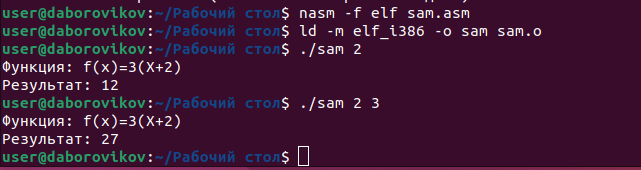 user@daborovikov:~/Рабочий стол$ nasm -f elf sam.asm
user@daborovikov:~/Рабочий стол$ ld -m elf_i386 -o sam sam.o
user@daborovikov:~/Рабочий стол$ ./sam 2
Функция: f(x)=3(X+2)
Результат: 12
user@daborovikov:~/Рабочий стол$ ./sam 2 3
Функция: f(x)=3(X+2)
Результат: 27
user@daborovikov:~/Рабочий стол$